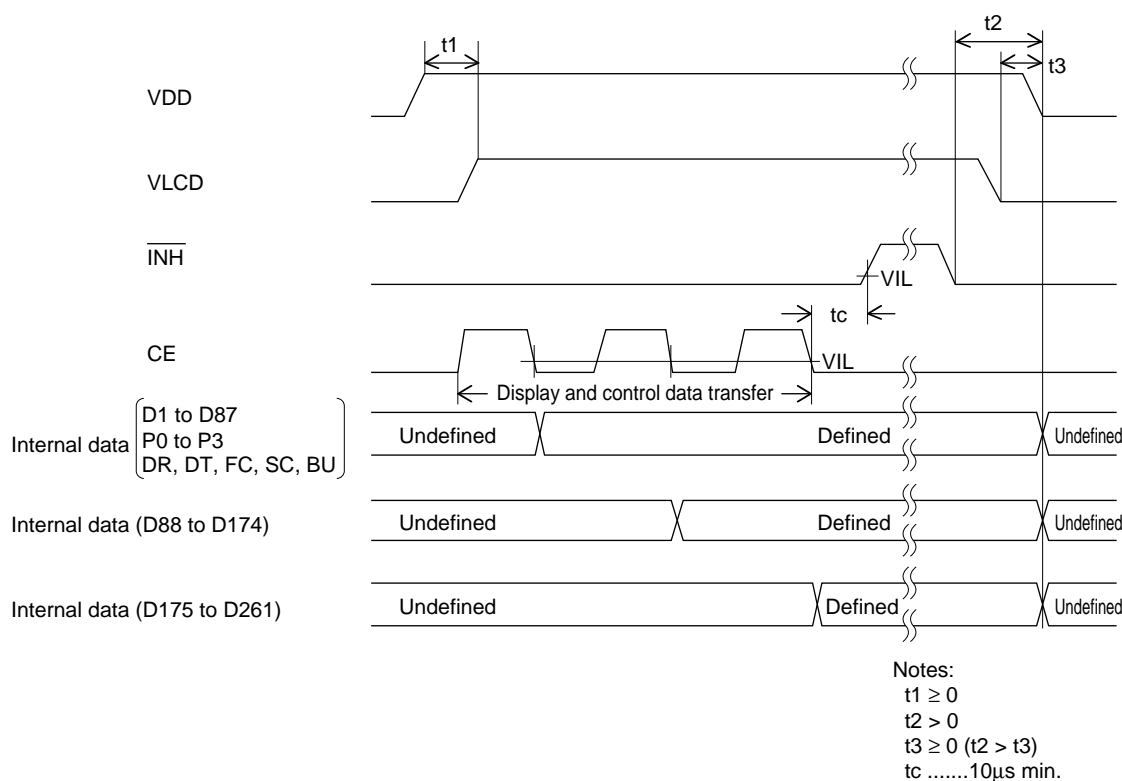 t2
t1
t3
VDD
VLCD
INH
VIL
tc
CE
VIL
Display and control data transfer
Internal data
D1 to D87
P0 to P3
DR, DT, FC, SC, BU
Undefined
Defined
Undefined
Internal data (D88 to D174)
Undefined
Defined
Undefined
Internal data (D175 to D261)
Undefined
Defined
Undefined
Notes:
t1 ≥ 0
t2 > 0
t3 ≥ 0 (t2 > t3)
tc .......10μs min.